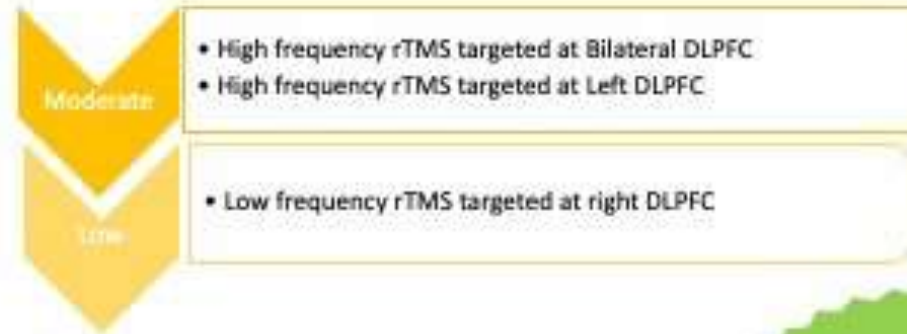 Moderate
• High frequency rTMS targeted at Bilateral DLPFC
• High frequency rTMS targeted at Left DLPFC
Low
• Low frequency rTMS targeted at right DLPFC